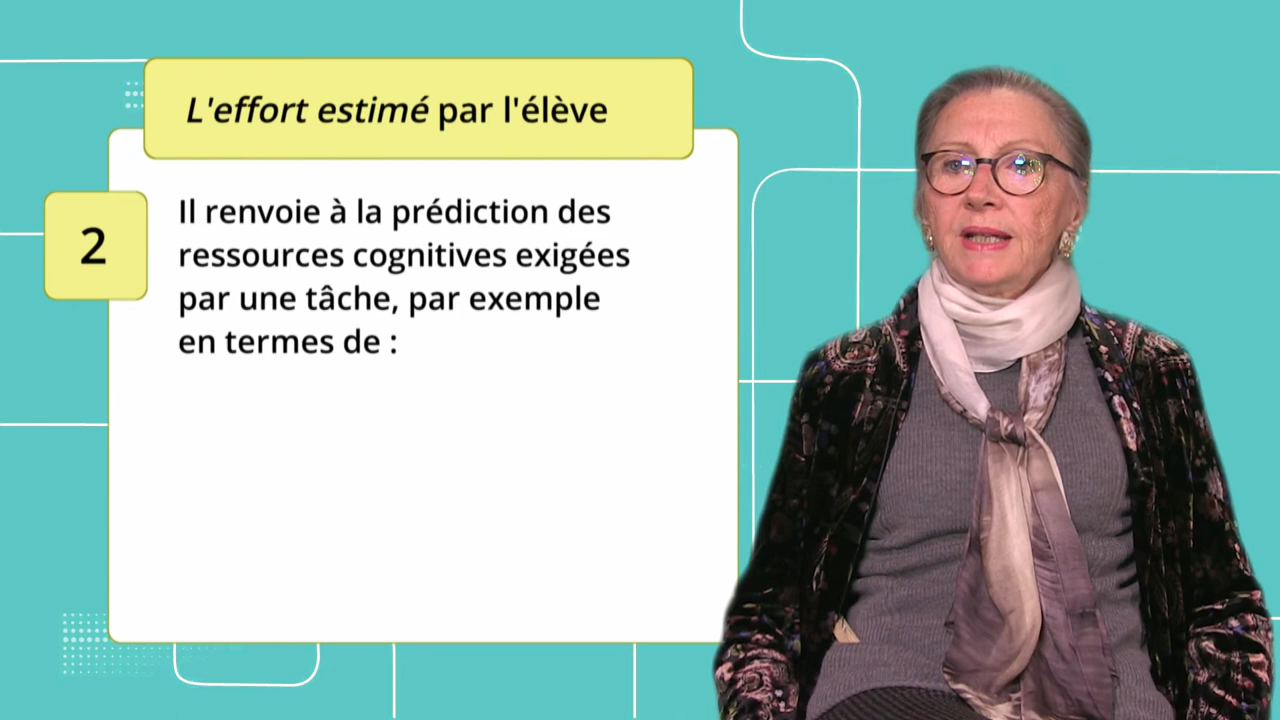 L'effort estimé par l'élève
2
Il renvoie à la prédiction des
ressources cognitives exigées
par une tâche, par exemple
en termes de :